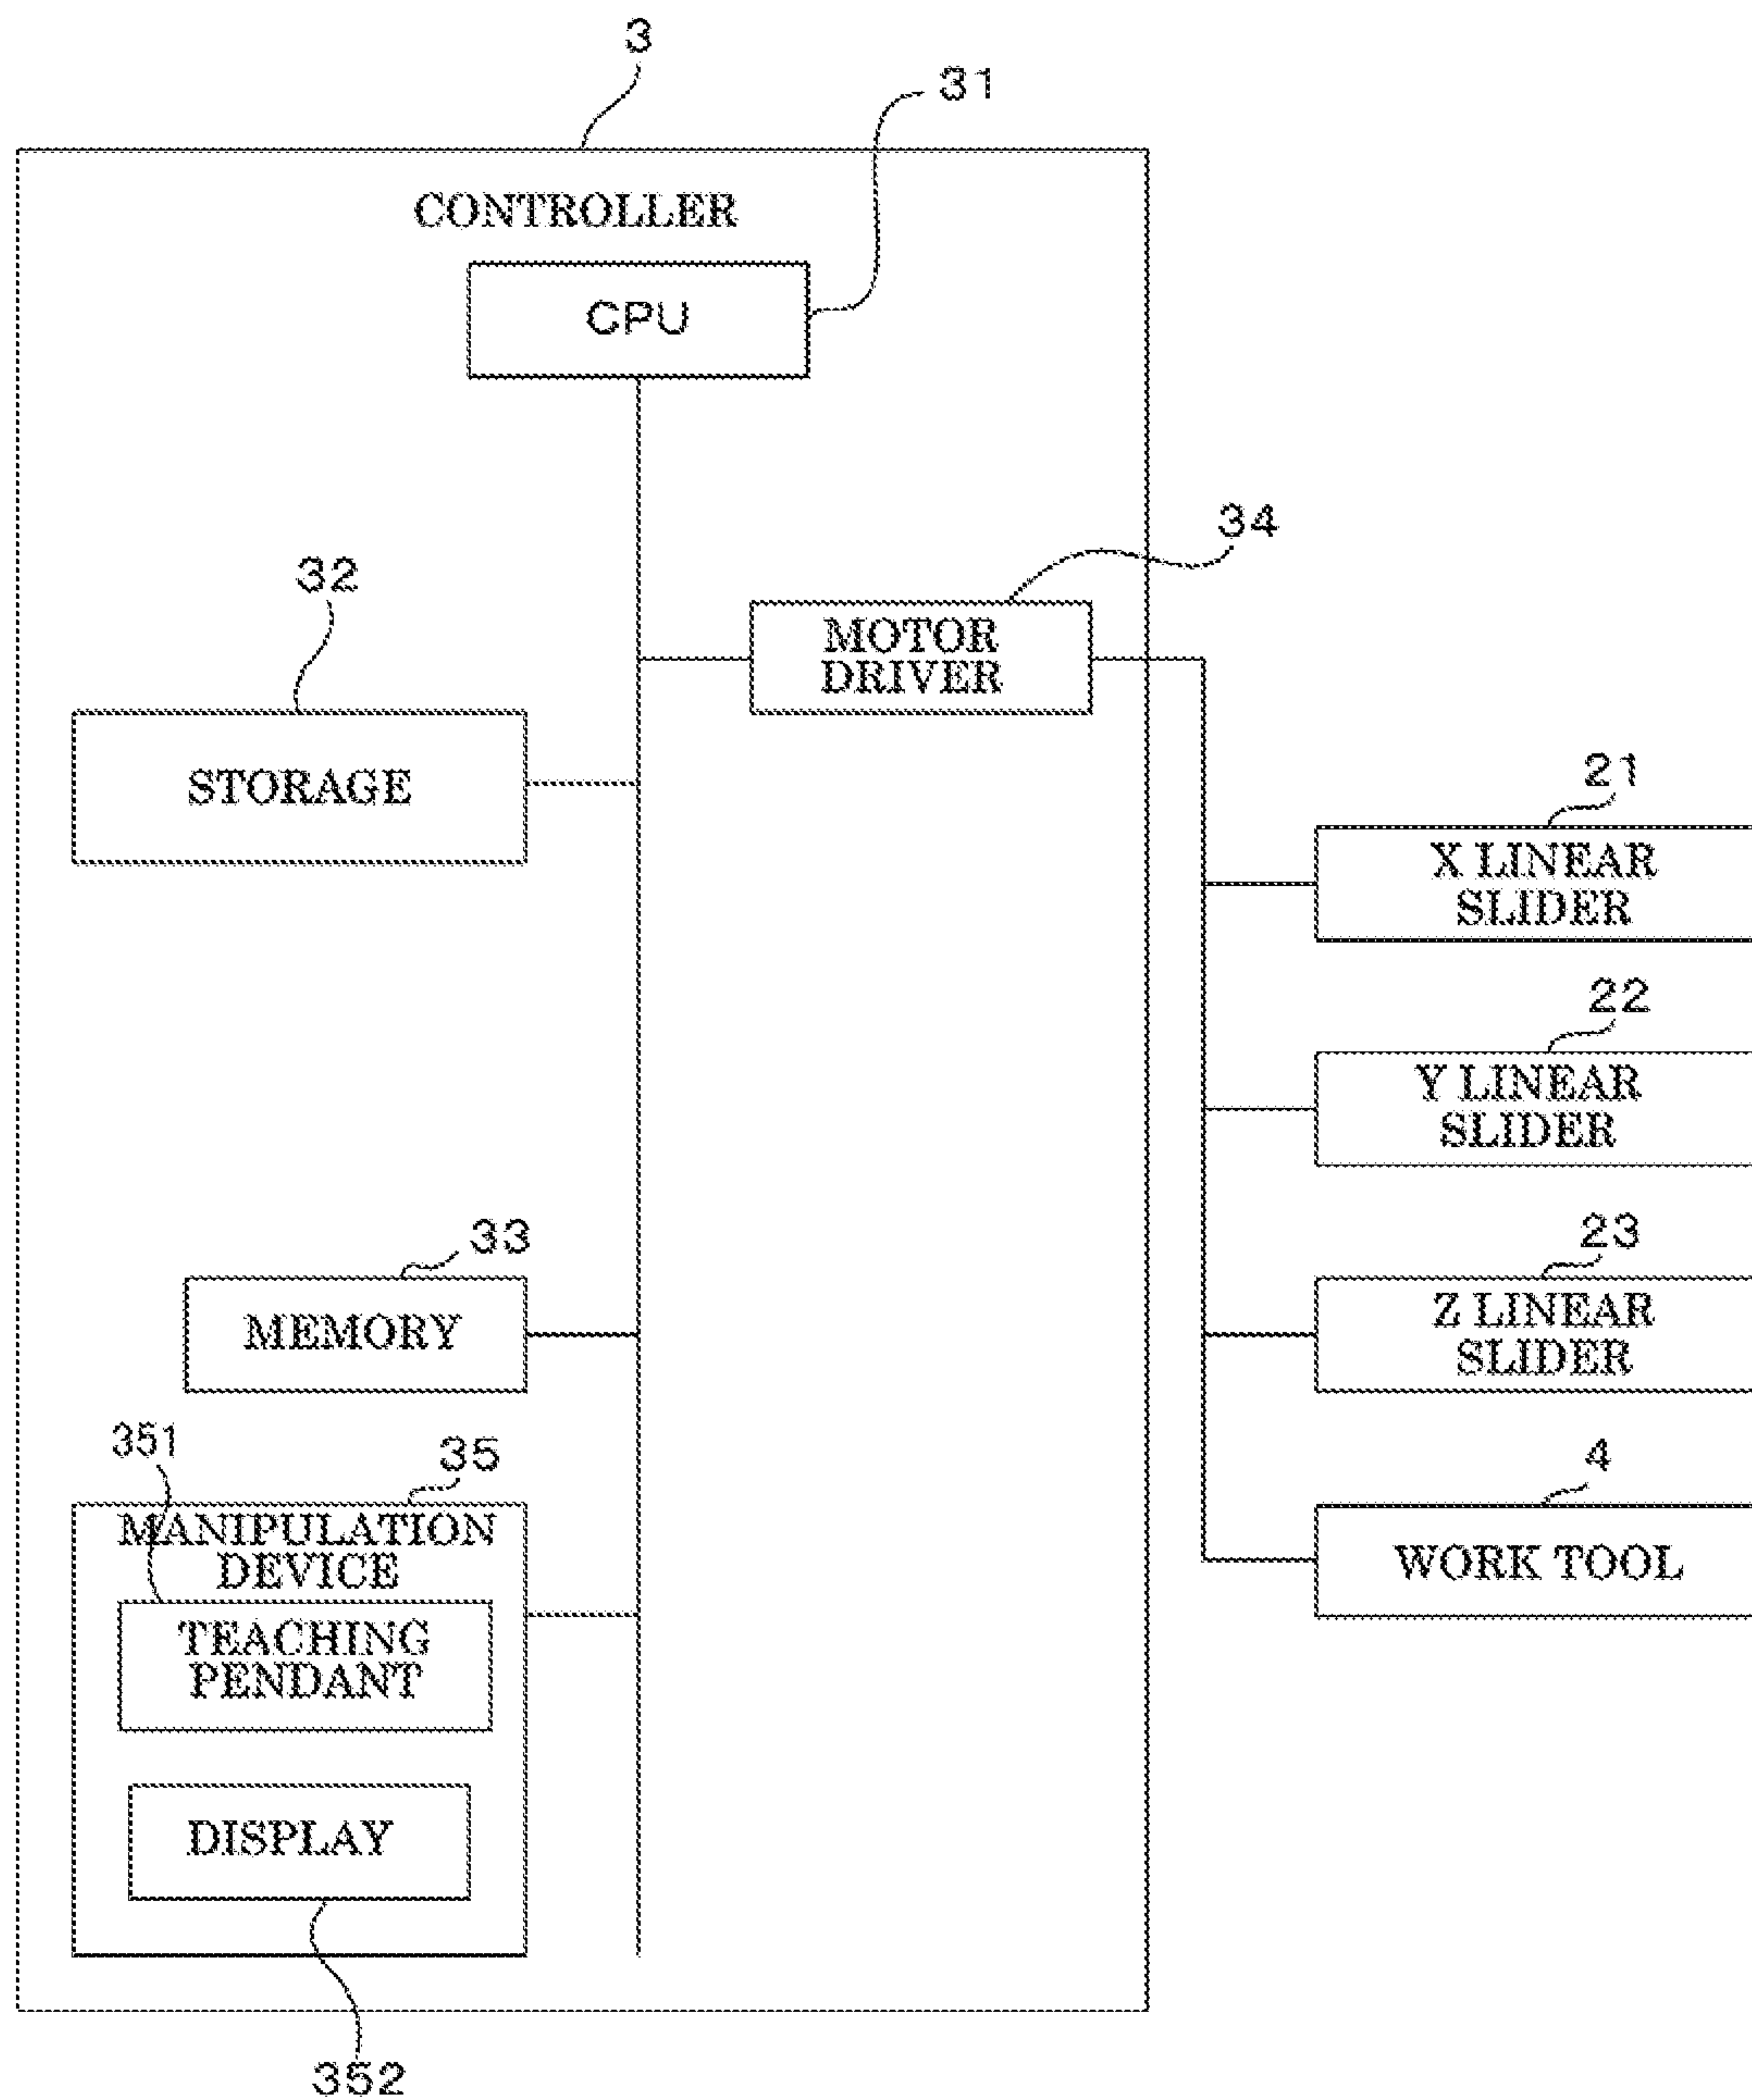 3
31
CONTROLLER
CPU
34
32
MOTOR
DRIVER
STORAGE
21
X LINEAR
SLIDER
22
Y LINEAR
SLIDER
33
23
MEMORY
Z LINEAR
SLIDER
351
35
4
MANIPULATION
DEVICE
WORK TOOL
TEACHING
PENDANT
DISPLAY
352